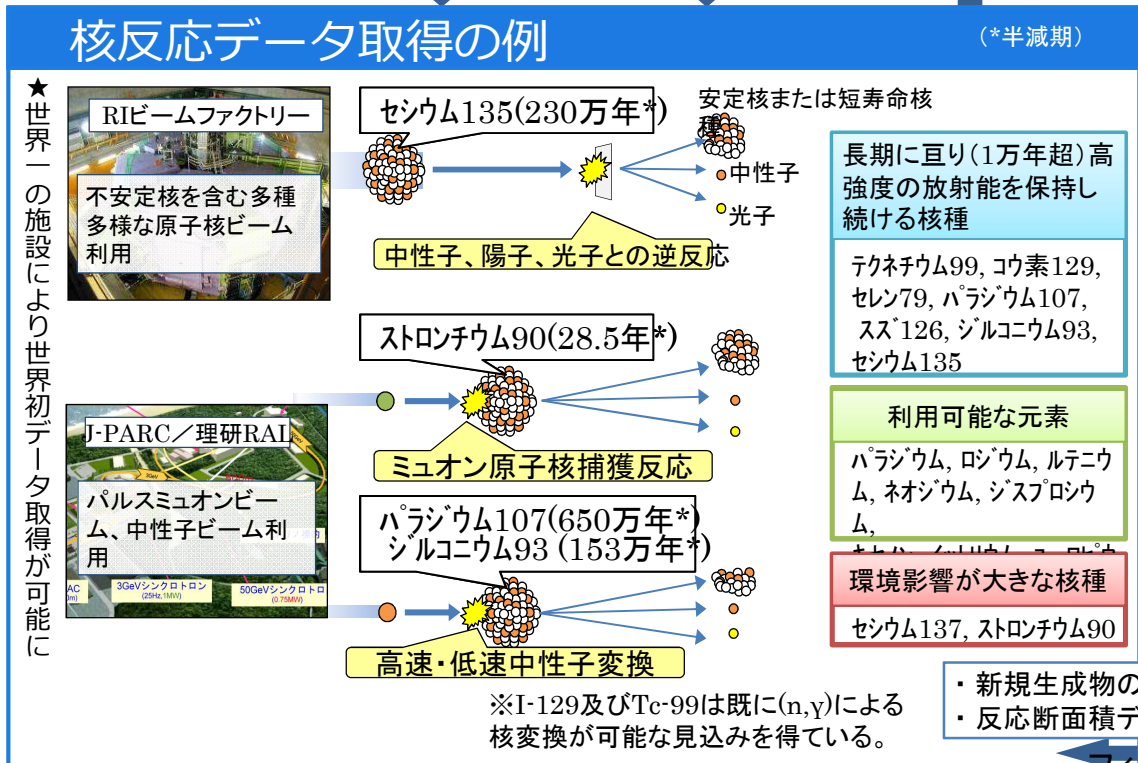 核反応データ取得の例
(*半減期)
★世界一の施設により世界初データ取得が可能に
RIビームファクトリー
不安定核を含む多種
多様な原子核ビーム
利用
セシウム135(230万年*)
安定核または短寿命核
種
中性子
光子
中性子、陽子、光子との逆反応
ストロンチウム90(28.5年*)
J-PARC/理研RAL
パルスミュオンビー
ム、中性子ビーム利
用
3GeVシンクロトロン
(25Hz,1MW)
50GeVシンクロトロ
(0.75MW)
ミュオン原子核捕獲反応
パラジウム107(650万年*)
ジルコニウム93 (153万年*)
高速・低速中性子変換
※I-129及びTc-99は既に(n,γ)による
核変換が可能な見込みを得ている。
長期に亘り(1万年超)高
強度の放射能を保持し
続ける核種
テクネチウム99, コウ素129,
セレン79, パラジウム107,
スズ126, ジルコニウム93,
セシウム135
利用可能な元素
パラジウム, ロジウム, ルテニウ
ム, ネオジウム, ジスプロシウ
ム,
環境影響が大きな核種
セシウム137, ストロンチウム90
・新規生成物の
・反応断面積デ